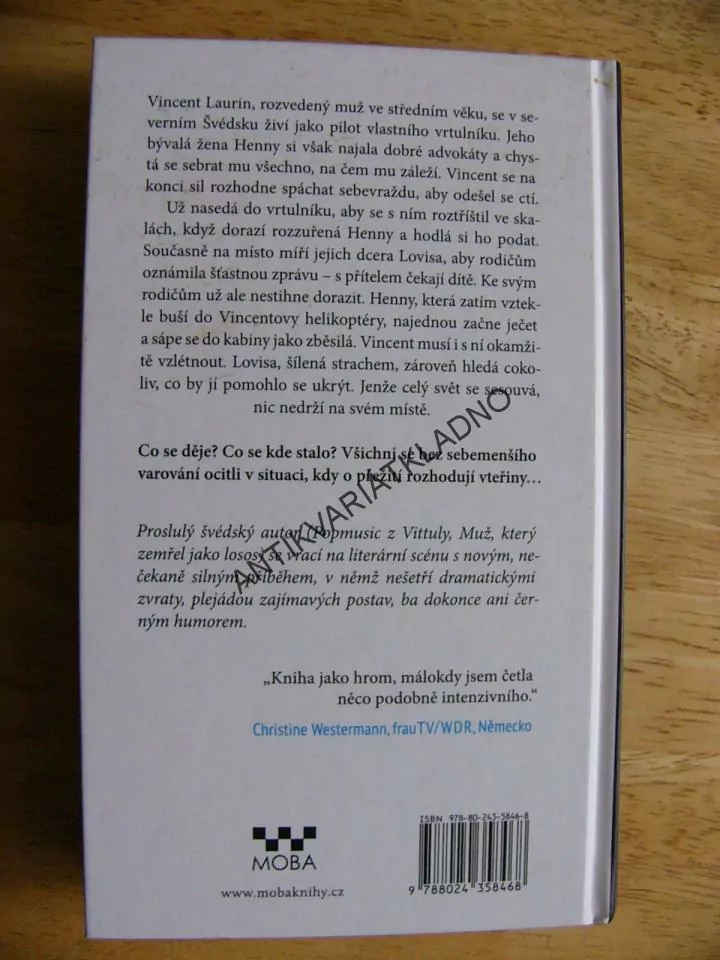 Vincent Laurin, rozvedený muž ve středním věku, se v se-
verním Švédsku živí jako pilot vlastního vrtulníku. Jeho
bývalá žena Henny si však najala dobré advokáty a chys-
tá se sebrat mu všechno, na čem mu záleží. Vincent se na
konci sil rozhodne spáchat sebevraždu, aby odešel se ctí.
Už nasedá do vrtulníku, aby se s ním roztříštil ve ska-
lách, když dorazí rozzuřená Henny a hodlá si ho podat.
Současně na místo míří jejich dcera Lovisa, aby rodičům
oznámila šťastnou zprávu – s přítelem čekají dítě. Ke svým
rodičům už ale nestihne dorazit. Henny, která zatím vztek-
le buší do Vincentovy helikoptéry, najednou začne ječet
a sápe se do kabiny jako zběsilá. Vincent musí i s ní okamži-
tě vzlétnout. Lovisa, šílená strachem, zároveň hledá coko-
liv, co by jí pomohlo se ukrýt. Jenže celý svět se sesouvá,
nic nedrží na svém místě.
Co se děje? Co se kde stalo? Všichni se bez sebemenšího
varování ocitli v situaci, kdy o přežití rozhodují vteřiny…
Proslulý švédský autor (Popmusic z Vittuly, Muž, který
zemřel jako losos) se vrací na literární scénu s novým, ne-
čekaně silným příběhem, v němž nešetří dramatickými
zvraty, plejádou zajímavých postav, ba dokonce ani čer-
ným humorem.
„Kniha jako hrom, málokdy jsem četla
něco podobně intenzivního.“
Christine Westermann, frauTV/WDR, Německo
ANTIKVARIATKLADNO
MOBA
www.mobaknihy.cz
ISBN 978-80-243-5846-8
9 788024 358468